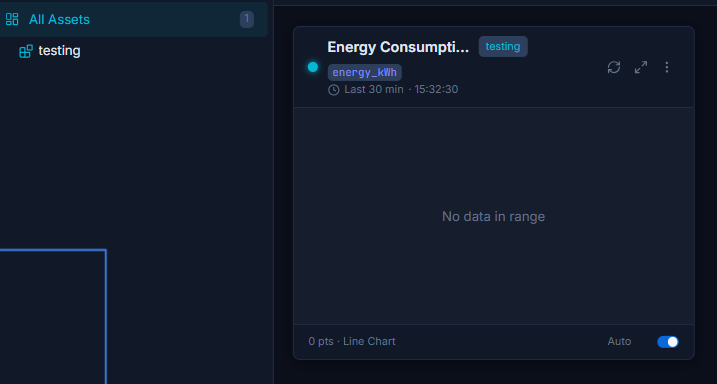 All Assets 1
testing
Energy Consumpti... testing
energy_kWh
Last 30 min · 15:32:30
No data in range
0 pts · Line Chart Auto